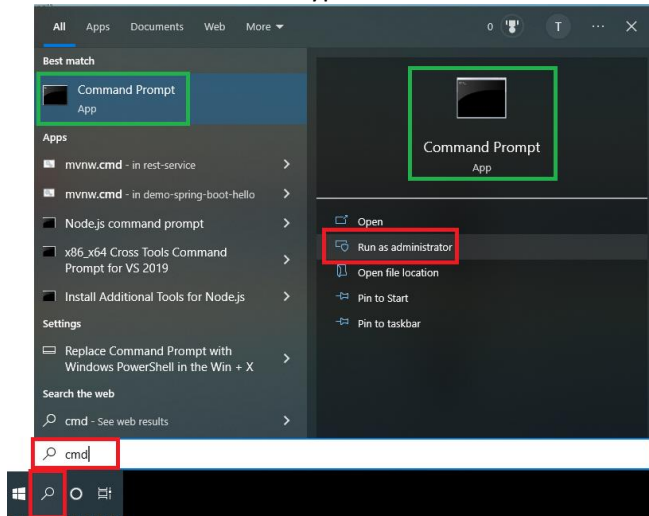 All Apps Documents Web More
0 T ...
Best match
Command Prompt
App
Apps
mvnw.cmd - in rest-service
mvnw.cmd - in demo-spring-boot-hello
Node.js command prompt
x86_x64 Cross Tools Command
Prompt for VS 2019
Install Additional Tools for Node.js
Settings
Replace Command Prompt with
Windows PowerShell in the Win + X
Search the web
cmd - See web results
Command Prompt
App
Open
Run as administrator
Open file location
Pin to Start
Pin to taskbar
cmd